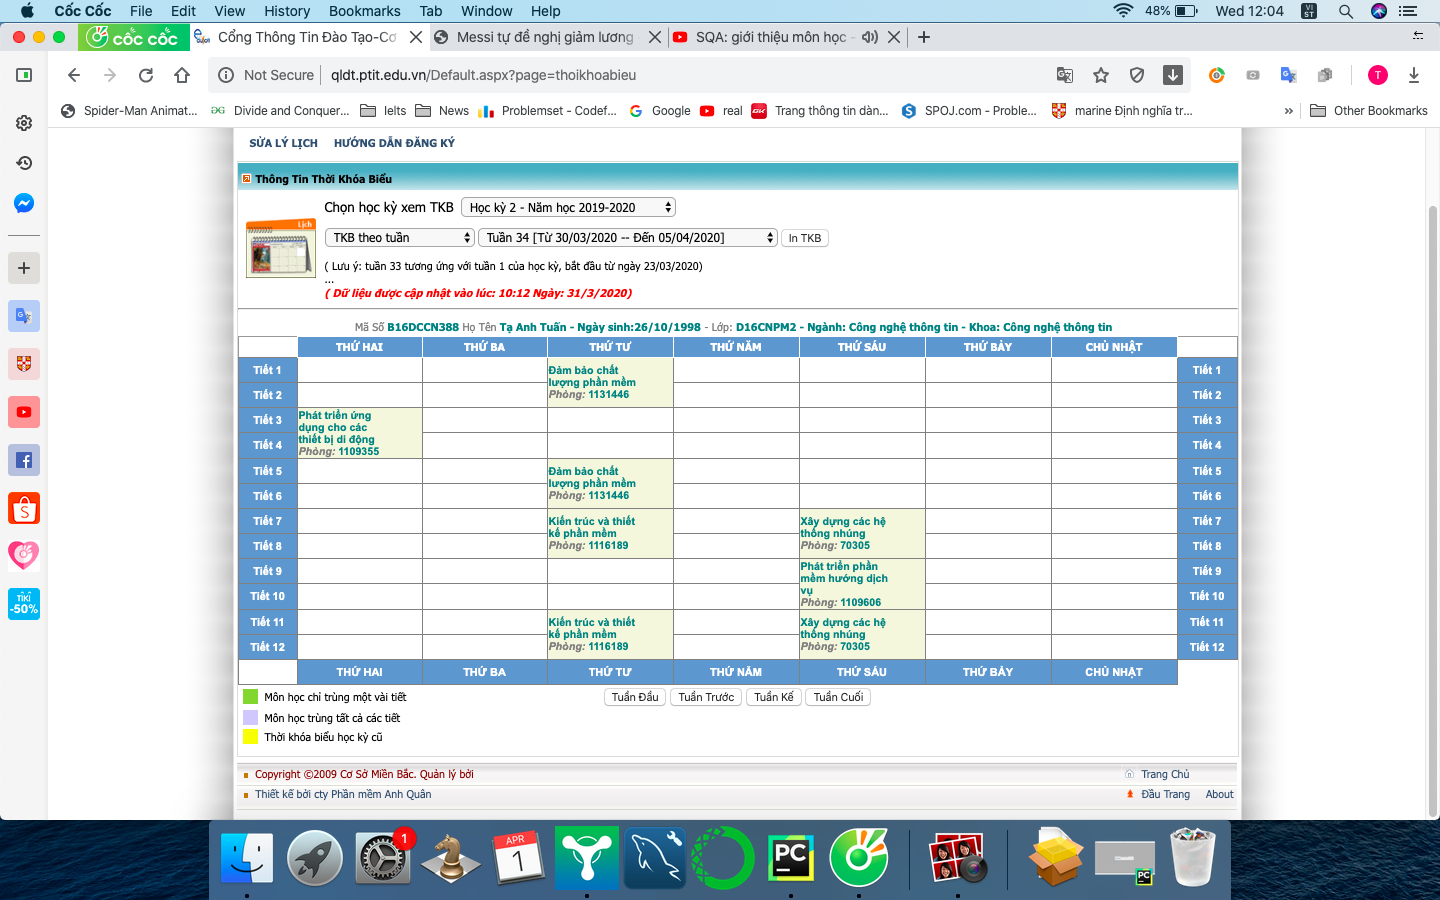 Cốc Cốc File Edit View History Bookmarks Tab Window Help 48% Wed 12:04 VI ST
cốc cốc Cổng Thông Tin Đào Tạo-Cơ Messi tự đề nghị giảm lương SQA: giới thiệu môn học -
Not Secure qldt.ptit.edu.vn/Default.aspx?page=thoikhoabieu T
Spider-Man Animat... Divide and Conquer... Ielts News Problemset - Codef... Google real Trang thông tin dàn... SPOJ.com - Proble... marine Định nghĩa tr... » Other Bookmarks
SỬA LÝ LỊCH HƯỚNG DẪN ĐĂNG KÝ
Thông Tin Thời Khóa Biểu
Chọn học kỳ xem TKB Học kỳ 2 - Năm học 2019-2020
Lịch
TKB theo tuần Tuần 34 [Từ 30/03/2020 -- Đến 05/04/2020] In TKB
( Lưu ý: tuần 33 tương ứng với tuần 1 của học kỳ, bắt đầu từ ngày 23/03/2020)
...
( Dữ liệu được cập nhật vào lúc: 10:12 Ngày: 31/3/2020)
Mã Số B16DCCN388 Họ Tên Tạ Anh Tuấn - Ngày sinh:26/10/1998 - Lớp: D16CNPM2 - Ngành: Công nghệ thông tin - Khoa: Công nghệ thông tin
THỨ HAI THỨ BA THỨ TƯ THỨ NĂM THỨ SÁU THỨ BẢY CHỦ NHẬT
Tiết 1 Đảm bảo chất Tiết 1
lượng phần mềm
Tiết 2 Phòng: 1131446 Tiết 2
Tiết 3 Phát triển ứng Tiết 3
dụng cho các
Tiết 4 thiết bị di động Tiết 4
Phòng: 1109355
Tiết 5 Đảm bảo chất Tiết 5
lượng phần mềm
Tiết 6 Phòng: 1131446 Tiết 6
Tiết 7 Kiến trúc và thiết Xây dựng các hệ Tiết 7
kế phần mềm thống nhúng
Tiết 8 Phòng: 1116189 Phòng: 70305 Tiết 8
Tiết 9 Phát triển phần Tiết 9
mềm hướng dịch
Tiết 10 vụ Tiết 10
Phòng: 1109606
Tiết 11 Kiến trúc và thiết Xây dựng các hệ Tiết 11
kế phần mềm thống nhúng
Tiết 12 Phòng: 1116189 Phòng: 70305 Tiết 12
THỨ HAI THỨ BA THỨ TƯ THỨ NĂM THỨ SÁU THỨ BẢY CHỦ NHẬT
Môn học chỉ trùng một vài tiết Tuần Đầu Tuần Trước Tuần Kế Tuần Cuối
Môn học trùng tất cả các tiết
Thời khóa biểu học kỳ cũ
Copyright ©2009 Cơ Sở Miền Bắc. Quản lý bởi Trang Chủ
Thiết kế bởi cty Phần mềm Anh Quân Đầu Trang About
TiKi
-50%
1
APR
1
PC
PC